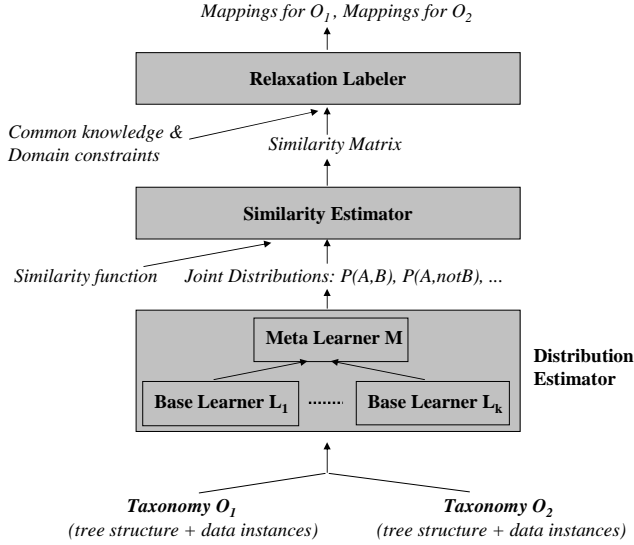 Mappings for O1, Mappings for O2
Relaxation Labeler
Common knowledge &
Domain constraints
Similarity Matrix
Similarity Estimator
Similarity function
Joint Distributions: P(A,B), P(A,notB), ...
Meta Learner M
Distribution
Estimator
Base Learner L1 ........ Base Learner Lk
Taxonomy O1
(tree structure + data instances)
Taxonomy O2
(tree structure + data instances)